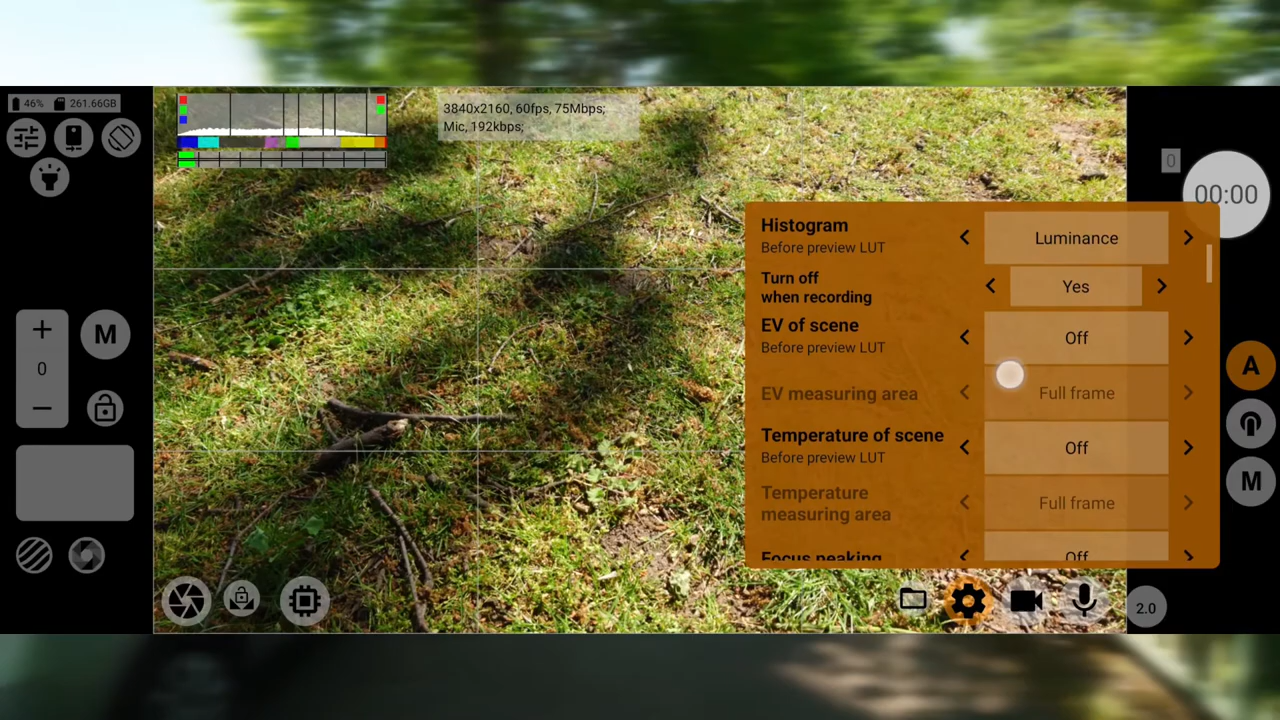 46% 261.66GB
3840x2160, 60fps, 75Mbps;
Mic, 192kbps;
0
00:00
Histogram
Before preview LUT
Luminance
Turn off
when recording
Yes
EV of scene
Before preview LUT
Off
EV measuring area
Full frame
Temperature of scene
Before preview LUT
Off
Temperature
measuring area
Full frame
Focus peaking
Off
+
0
−
M
A
M
2.0